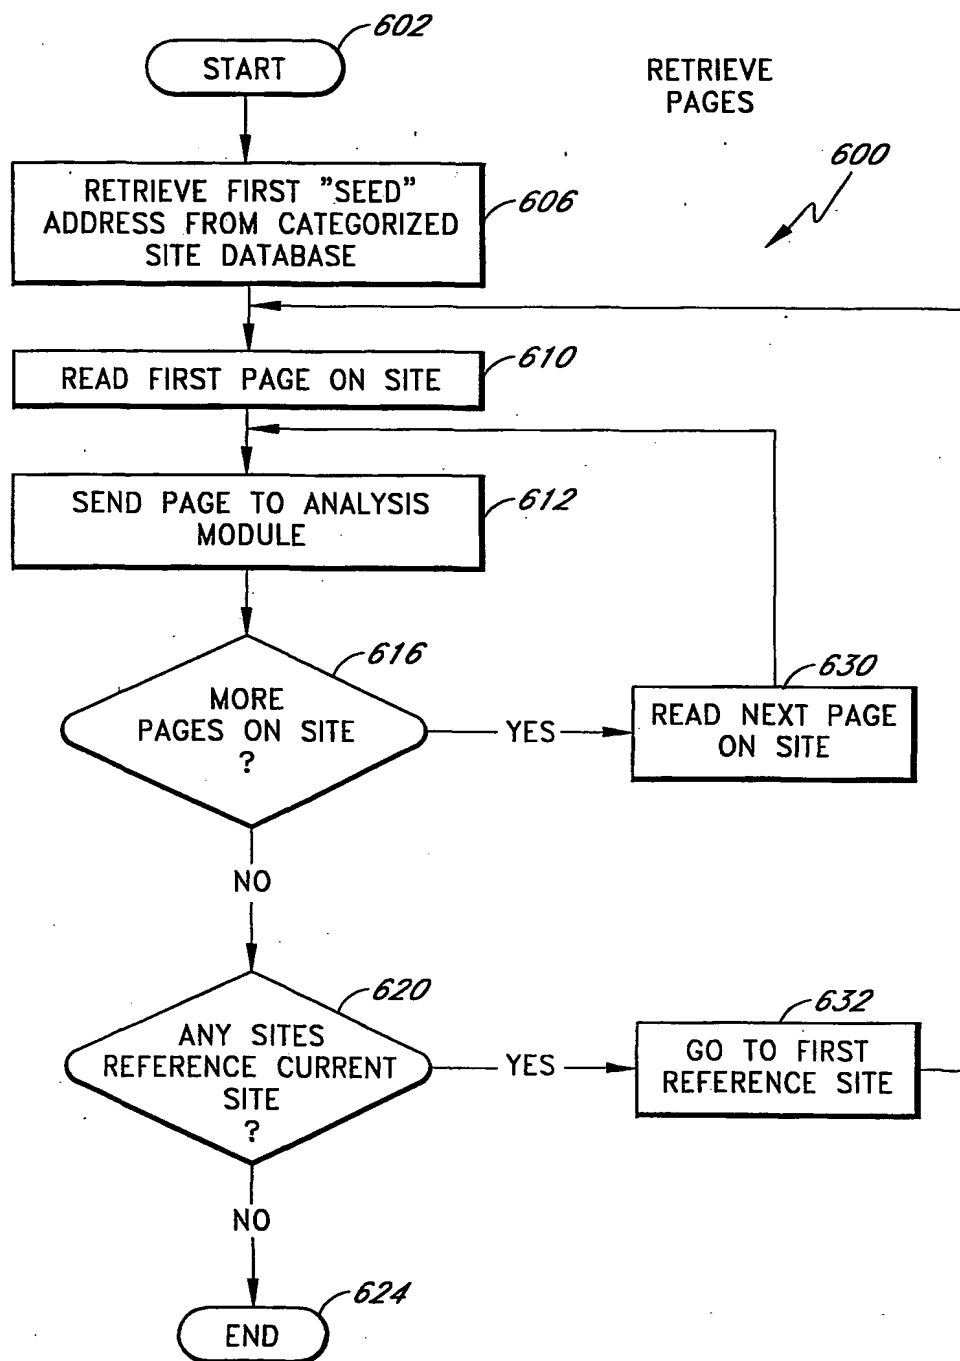 602
START
RETRIEVE
PAGES
600
RETRIEVE FIRST "SEED"
ADDRESS FROM CATEGORIZED
SITE DATABASE
606
READ FIRST PAGE ON SITE
610
SEND PAGE TO ANALYSIS
MODULE
612
MORE
PAGES ON SITE
?
616
YES
READ NEXT PAGE
ON SITE
630
NO
ANY SITES
REFERENCE CURRENT
SITE
?
620
YES
GO TO FIRST
REFERENCE SITE
632
NO
END
624